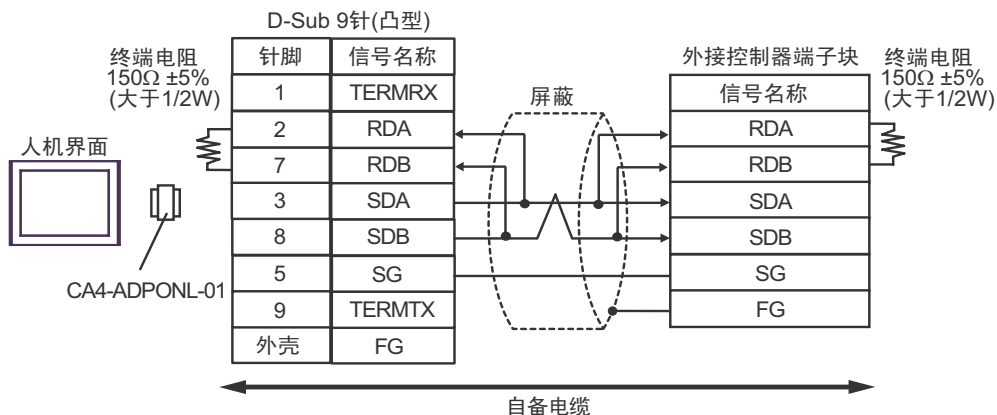 D-Sub 9针(凸型)
终端电阻
150Ω ±5%
(大于1/2W)
人机界面
CA4-ADPONL-01
针脚 信号名称
1 TERMRX
2 RDA
7 RDB
3 SDA
8 SDB
5 SG
9 TERMTX
外壳 FG
屏蔽
外接控制器端子块
信号名称
RDA
RDB
SDA
SDB
SG
FG
终端电阻
150Ω ±5%
(大于1/2W)
自备电缆